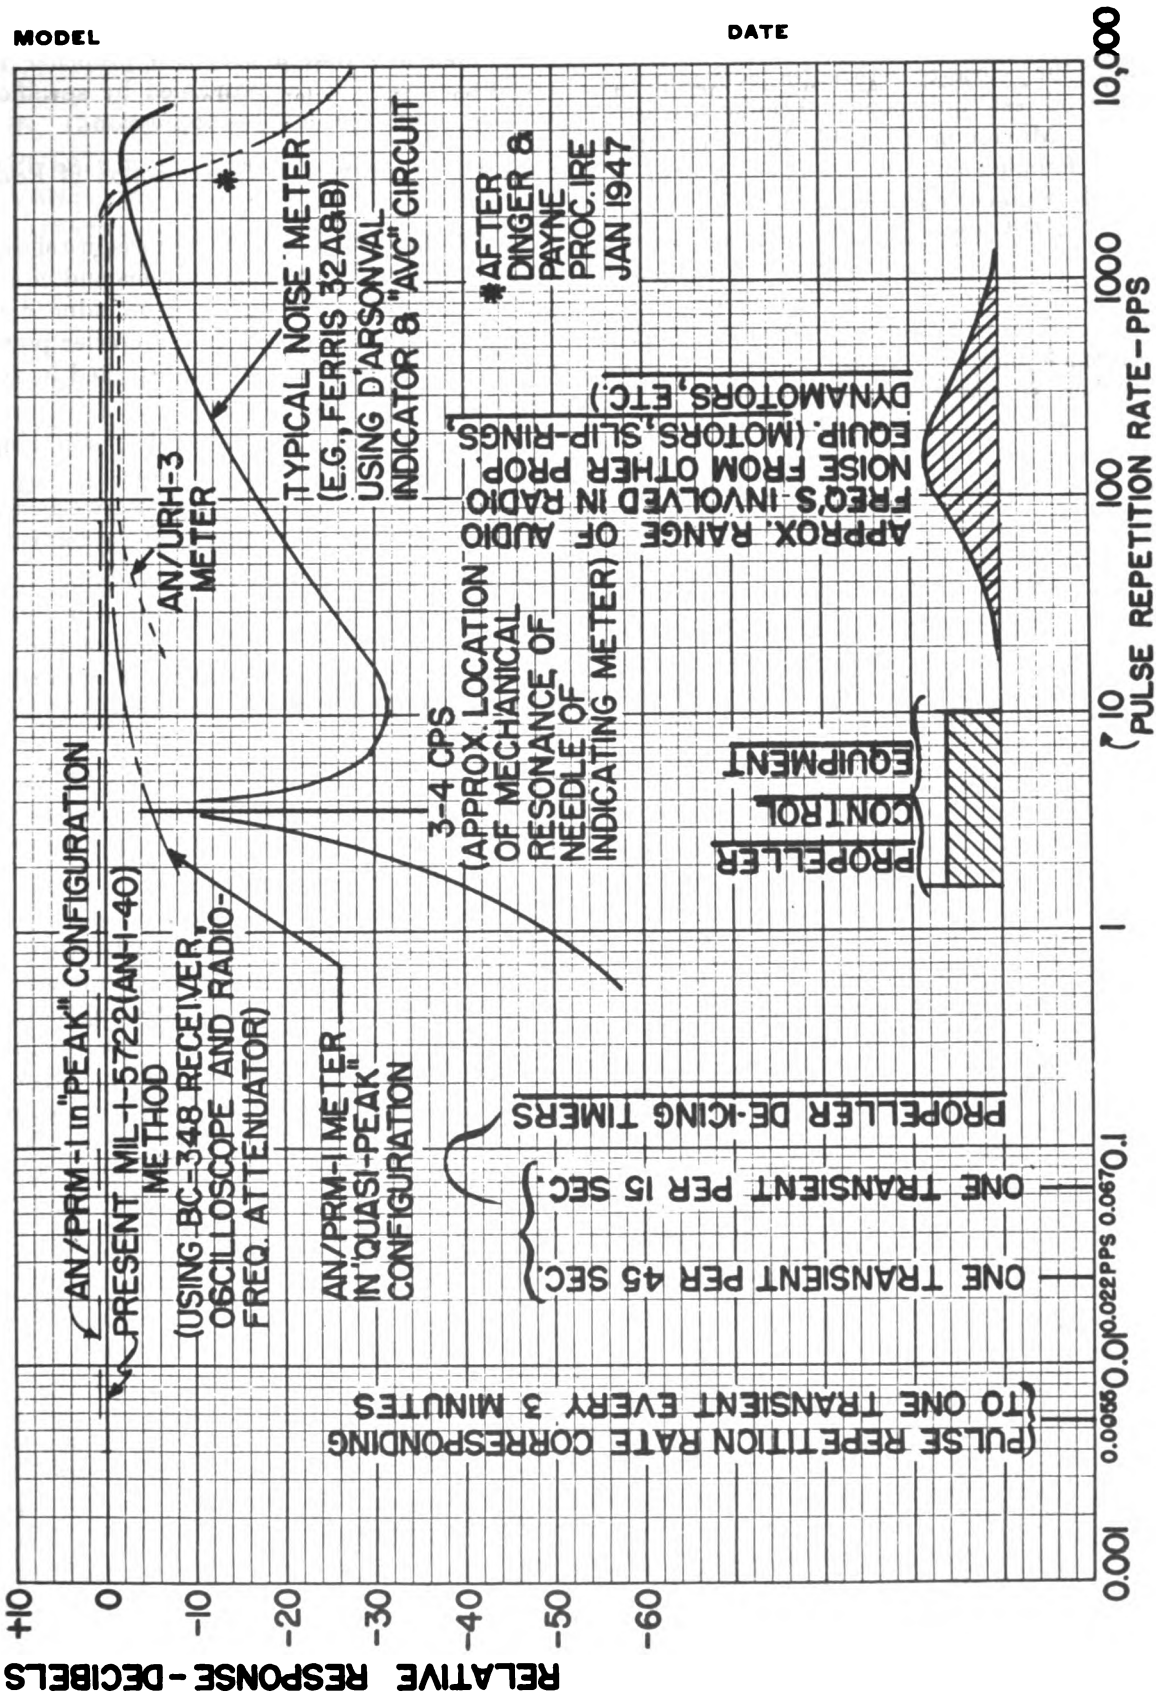 MODEL
DATE
RELATIVE RESPONSE-DECIBELS
+10
0
-10
-20
-30
-40
-50
-60
AN/PRM-1 in "PEAK" CONFIGURATION
PRESENT MIL-I-5722(AN-I-40)
METHOD
(USING BC-348 RECEIVER,
OSCILLOSCOPE AND RADIO-
FREQ. ATTENUATOR)
AN/PRM-1 METER
IN "QUASI-PEAK"
CONFIGURATION
AN/URH-3
METER
*
TYPICAL NOISE METER
(E.G., FERRIS 32A&B)
USING D'ARSONVAL
INDICATOR & "AVC" CIRCUIT
*AFTER
DINGER &
PAYNE
PROC. IRE
JAN 1947
3-4 CPS
(APPROX. LOCATION
OF MECHANICAL
RESONANCE OF
NEEDLE OF
INDICATING METER)
APPROX. RANGE OF AUDIO
FREQ'S INVOLVED IN RADIO
NOISE FROM OTHER PROP.
EQUIP. (MOTORS, SLIP-RINGS,
DYNAMOTORS, ETC.)
PROPELLER
CONTROL
EQUIPMENT
PROPELLER DE-ICING TIMERS
ONE TRANSIENT PER 15 SEC.
ONE TRANSIENT PER 45 SEC.
(PULSE REPETITION RATE CORRESPONDING
TO ONE TRANSIENT EVERY 3 MINUTES
0.001
0.0055
0.01
0.022PPS
0.067
0.1
1
10
100
1000
10,000
PULSE REPETITION RATE-PPS